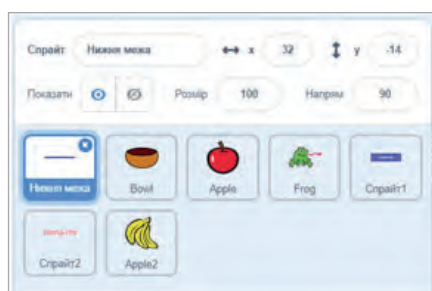 Спрайт Нижня межа x 32 y -14
Показати Розмір 100 Напрям 90
Нижня межа Bowl Apple Frog Спрайт1
Спрайт2 Apple2